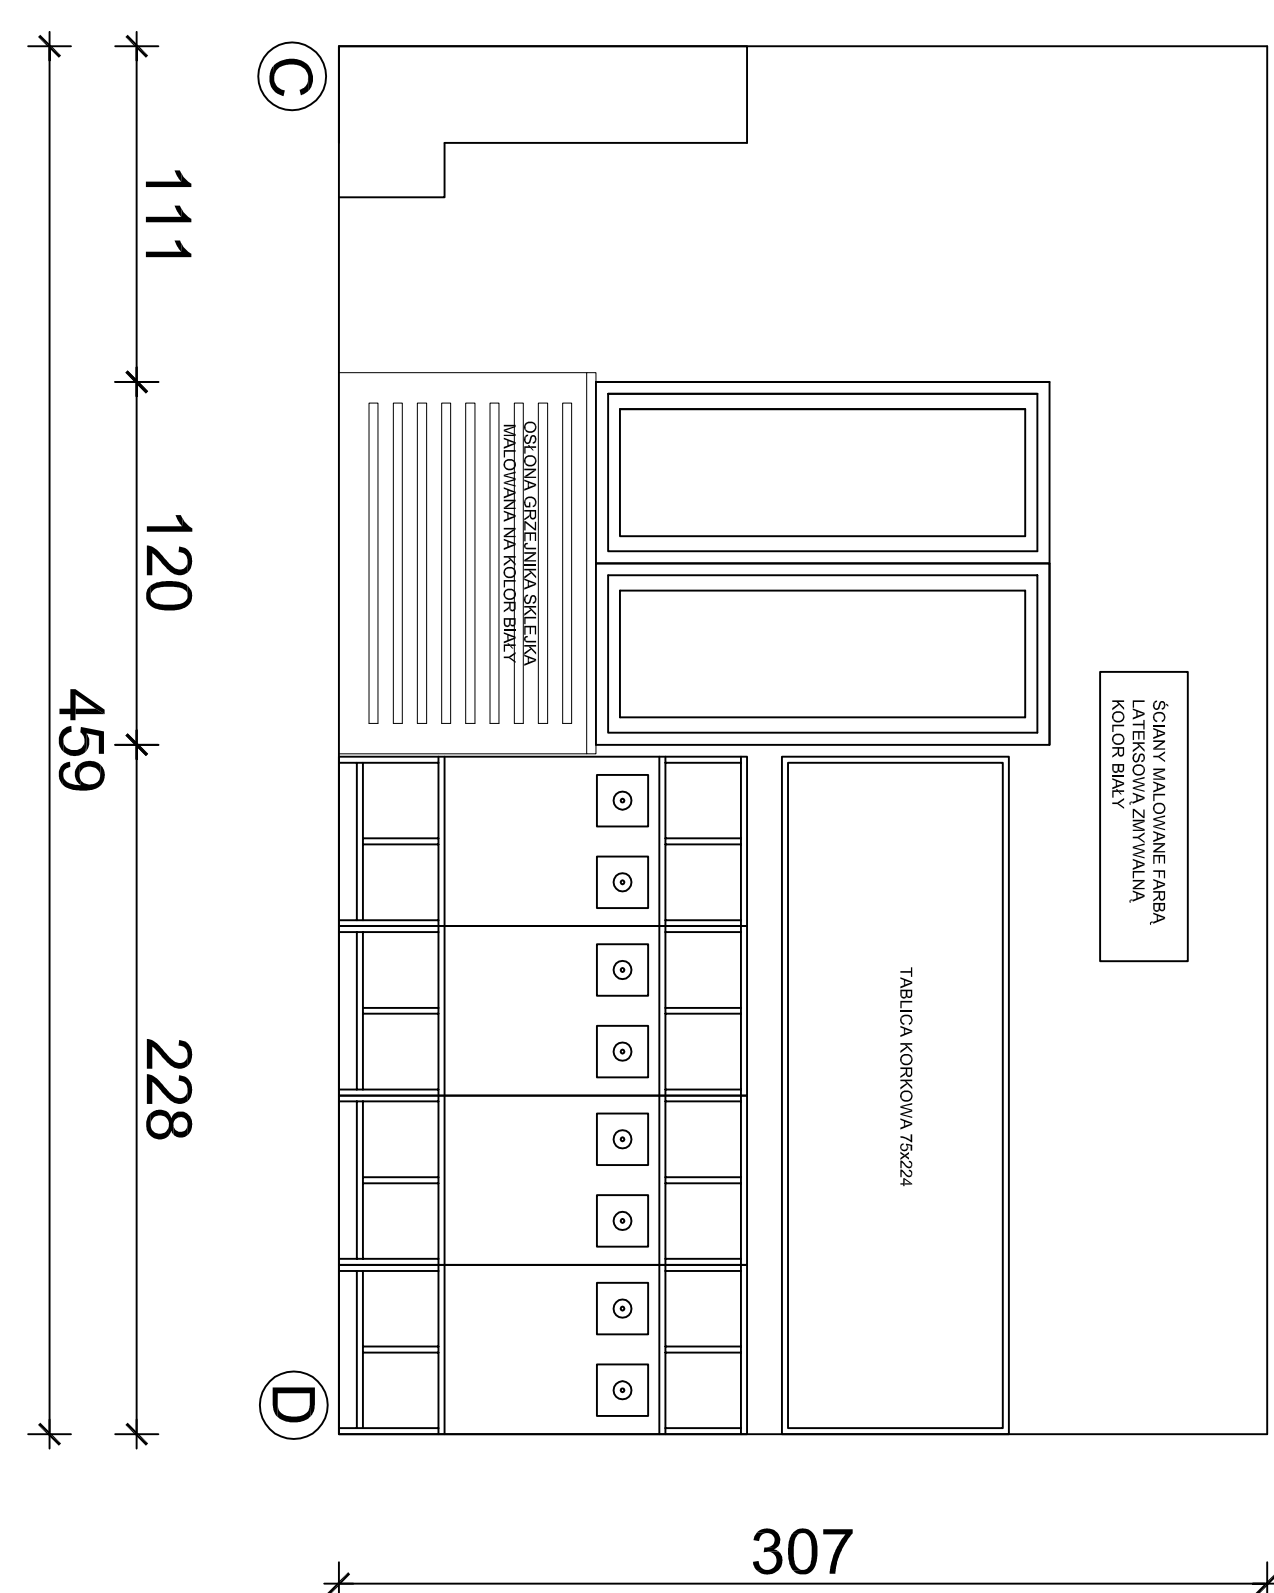 C
111
120
228
459
D
OSŁONA GRZEJNIKA SKLEJKA
MALOWANA NA KOLOR BIAŁY
ŚCIANY MALOWANE FARBĄ
LATEKSOWĄ ZMYWALNĄ
KOLOR BIAŁY
TABLICA KORKOWA 75x224
307